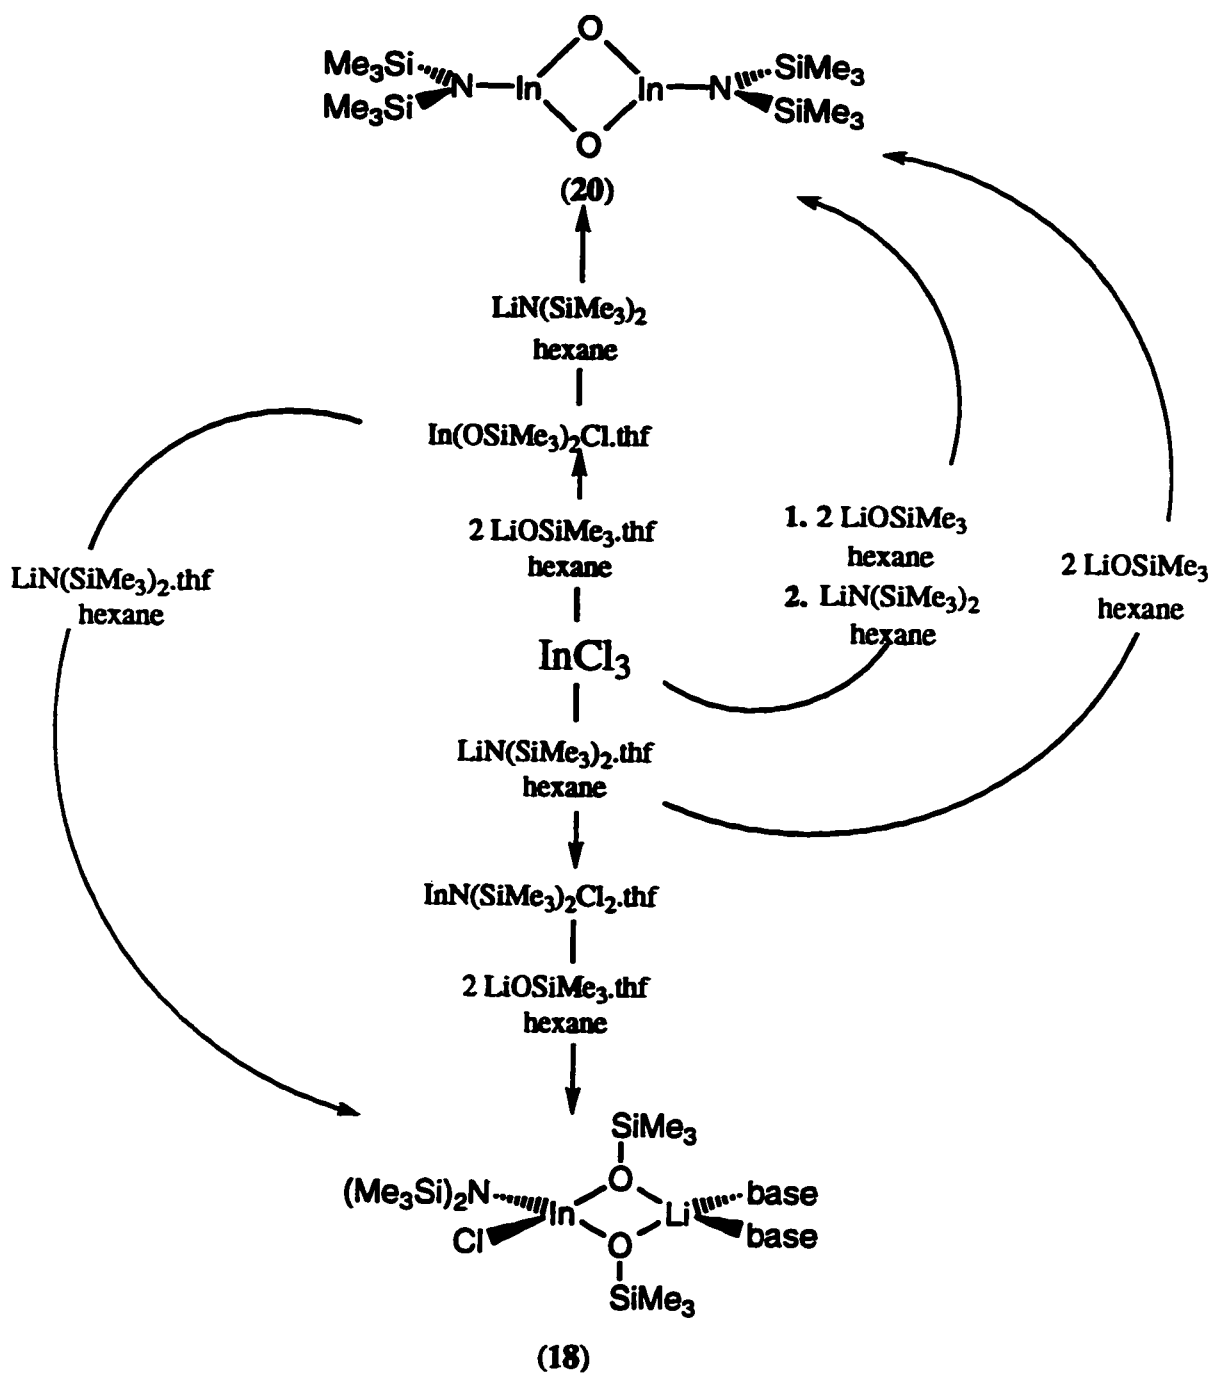 O
Me3Si N In In N SiMe3
Me3Si SiMe3
O
(20)
LiN(SiMe3)2
hexane
In(OSiMe3)2Cl.thf
2 LiOSiMe3.thf
hexane
1. 2 LiOSiMe3
hexane
2. LiN(SiMe3)2
hexane
2 LiOSiMe3
hexane
LiN(SiMe3)2.thf
hexane
InCl3
LiN(SiMe3)2.thf
hexane
InN(SiMe3)2Cl2.thf
2 LiOSiMe3.thf
hexane
SiMe3
O
(Me3Si)2N In Li base
Cl base
O
SiMe3
(18)